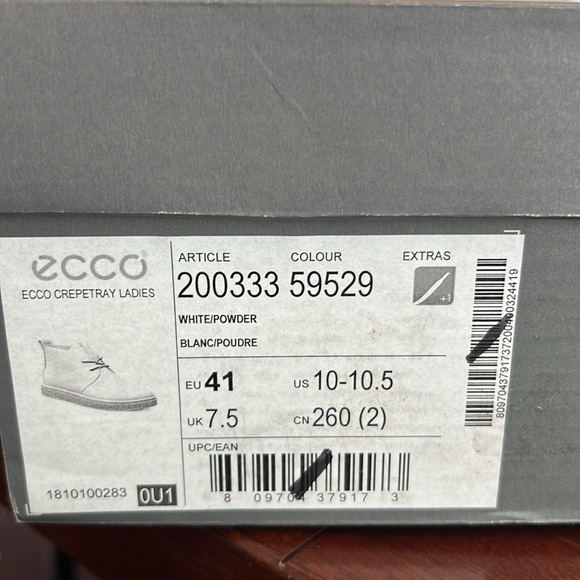 ecco
ECCO CREPETRAY LADIES
ARTICLE COLOUR EXTRAS
200333 59529
+1
WHITE/POWDER
BLANC/POUDRE
EU 41 US 10-10.5
UK 7.5 CN 260 (2)
UPC/EAN
8 09704 37917 3
1810100283 0U1